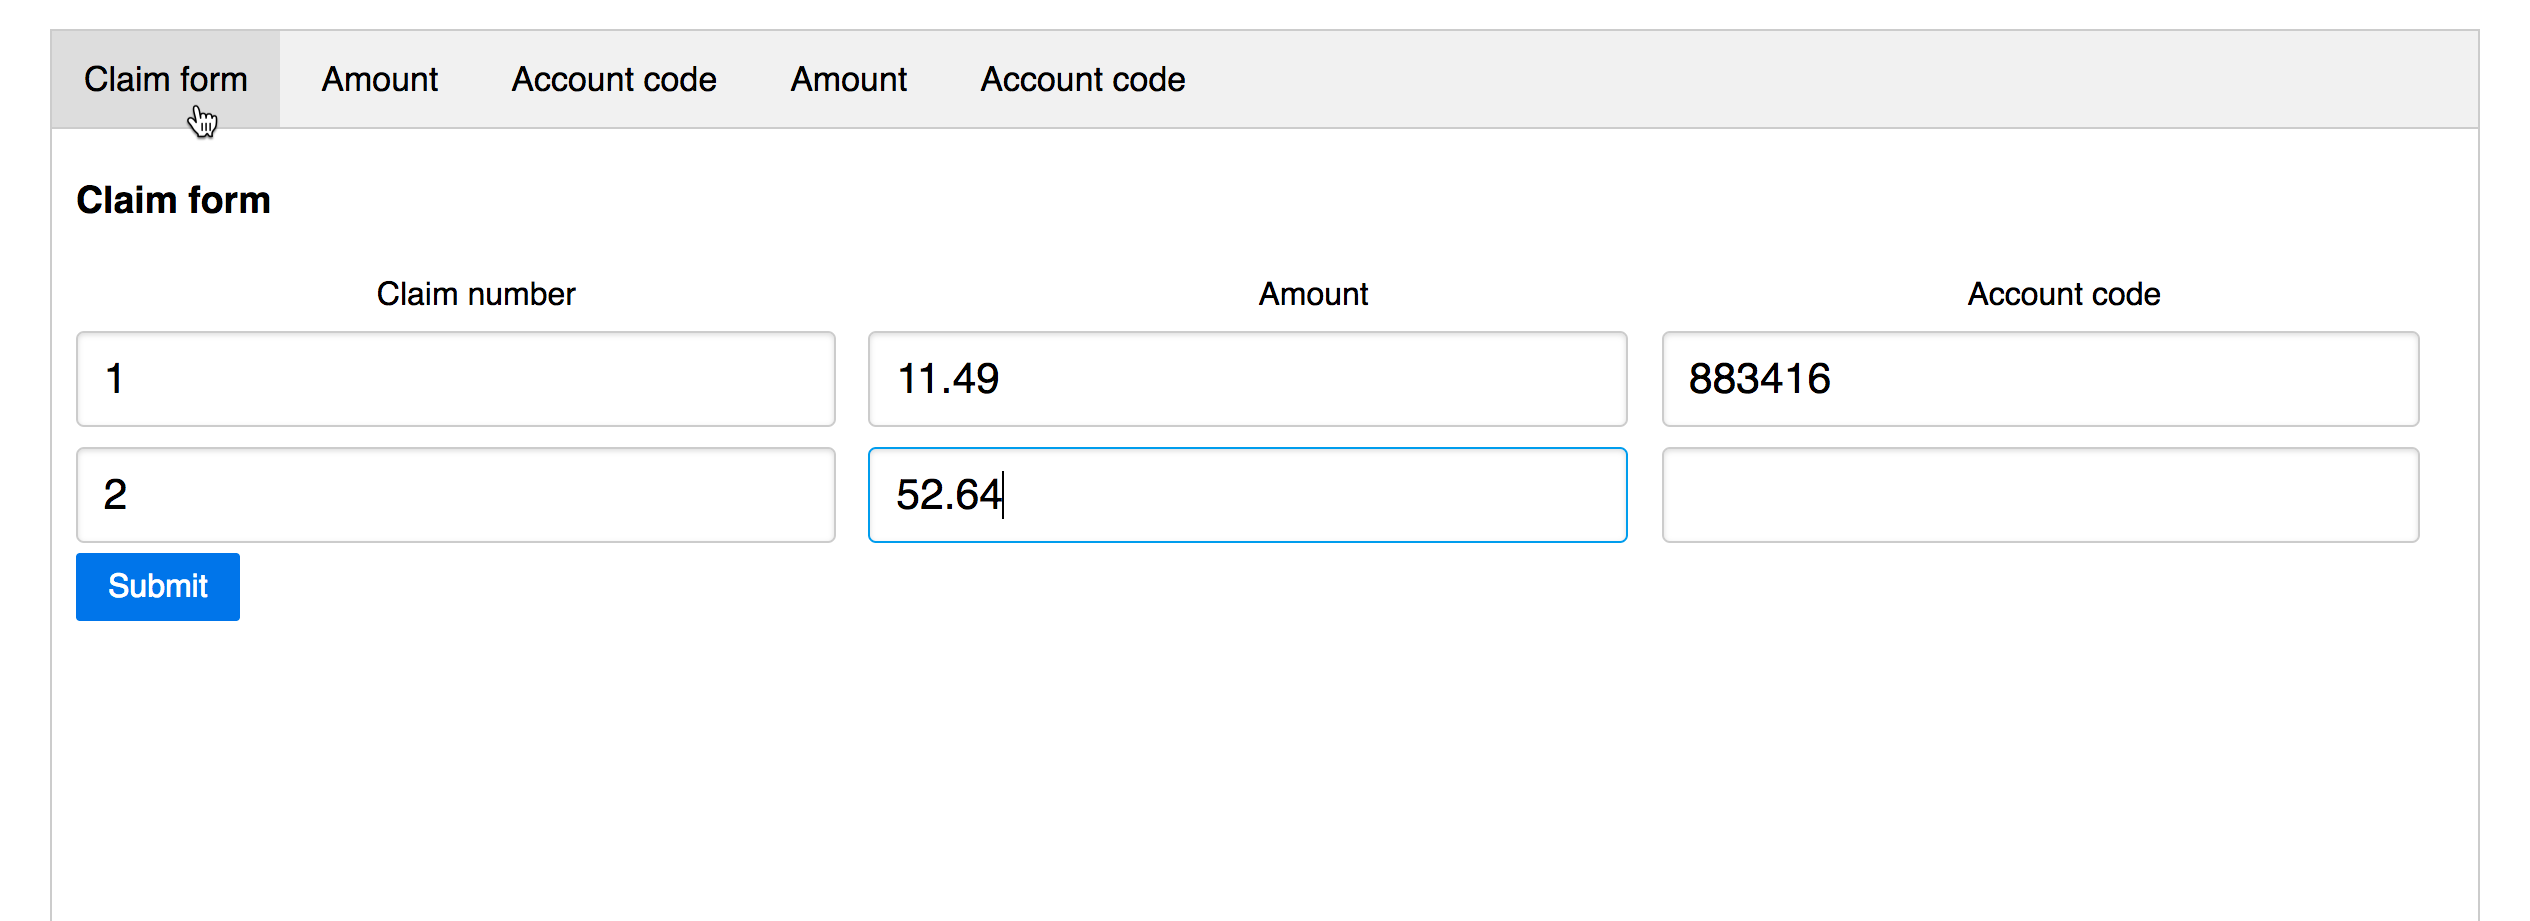 Claim form Amount Account code Amount Account code
Claim form
Claim number Amount Account code
1 11.49 883416
2 52.64
Submit